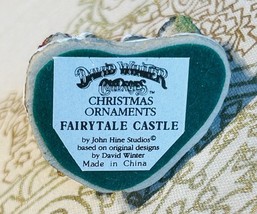 DAVID WINTER
COTTAGES
CHRISTMAS
ORNAMENTS
FAIRYTALE CASTLE
by John Hine Studios©
based on original designs
by David Winter
Made in China